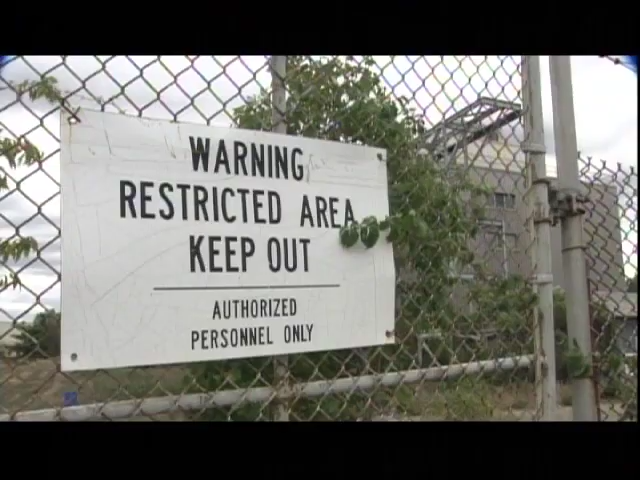 WARNING
RESTRICTED AREA
KEEP OUT
AUTHORIZED
PERSONNEL ONLY